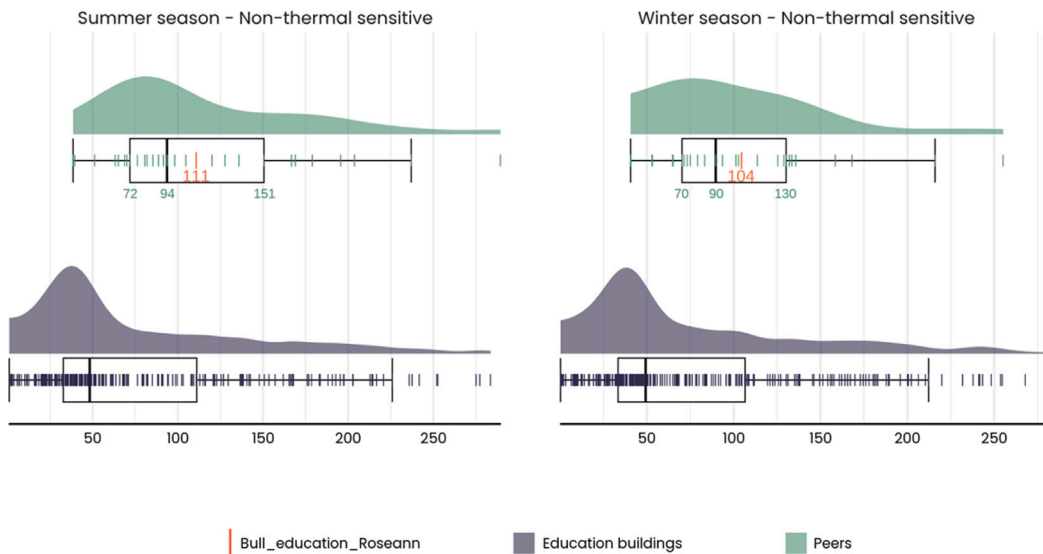 Summer season - Non-thermal sensitive
Winter season - Non-thermal sensitive
111
72 94 151
104
70 90 130
50 100 150 200 250
50 100 150 200 250
Bull_education_Roseann
Education buildings
Peers